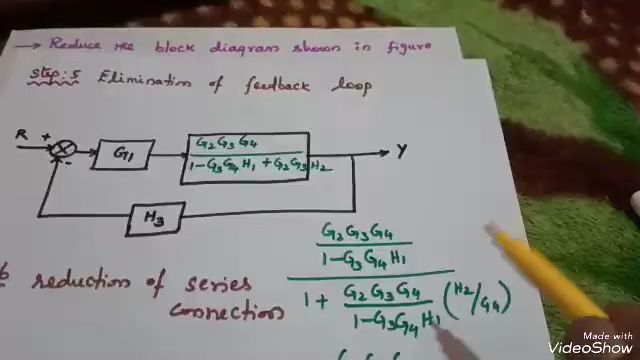 → Reduce the block diagram shown in figure
Step:5 Elimination of feedback loop
R + - G1 G2G3G4 / 1-G3G4H1+G2G3H2 Y
H3
6 reduction of series connection
G2G3G4
1-G3G4H1
1 + G2G3G4 / 1-G3G4H1 (H2/G4)
Made with
VideoShow